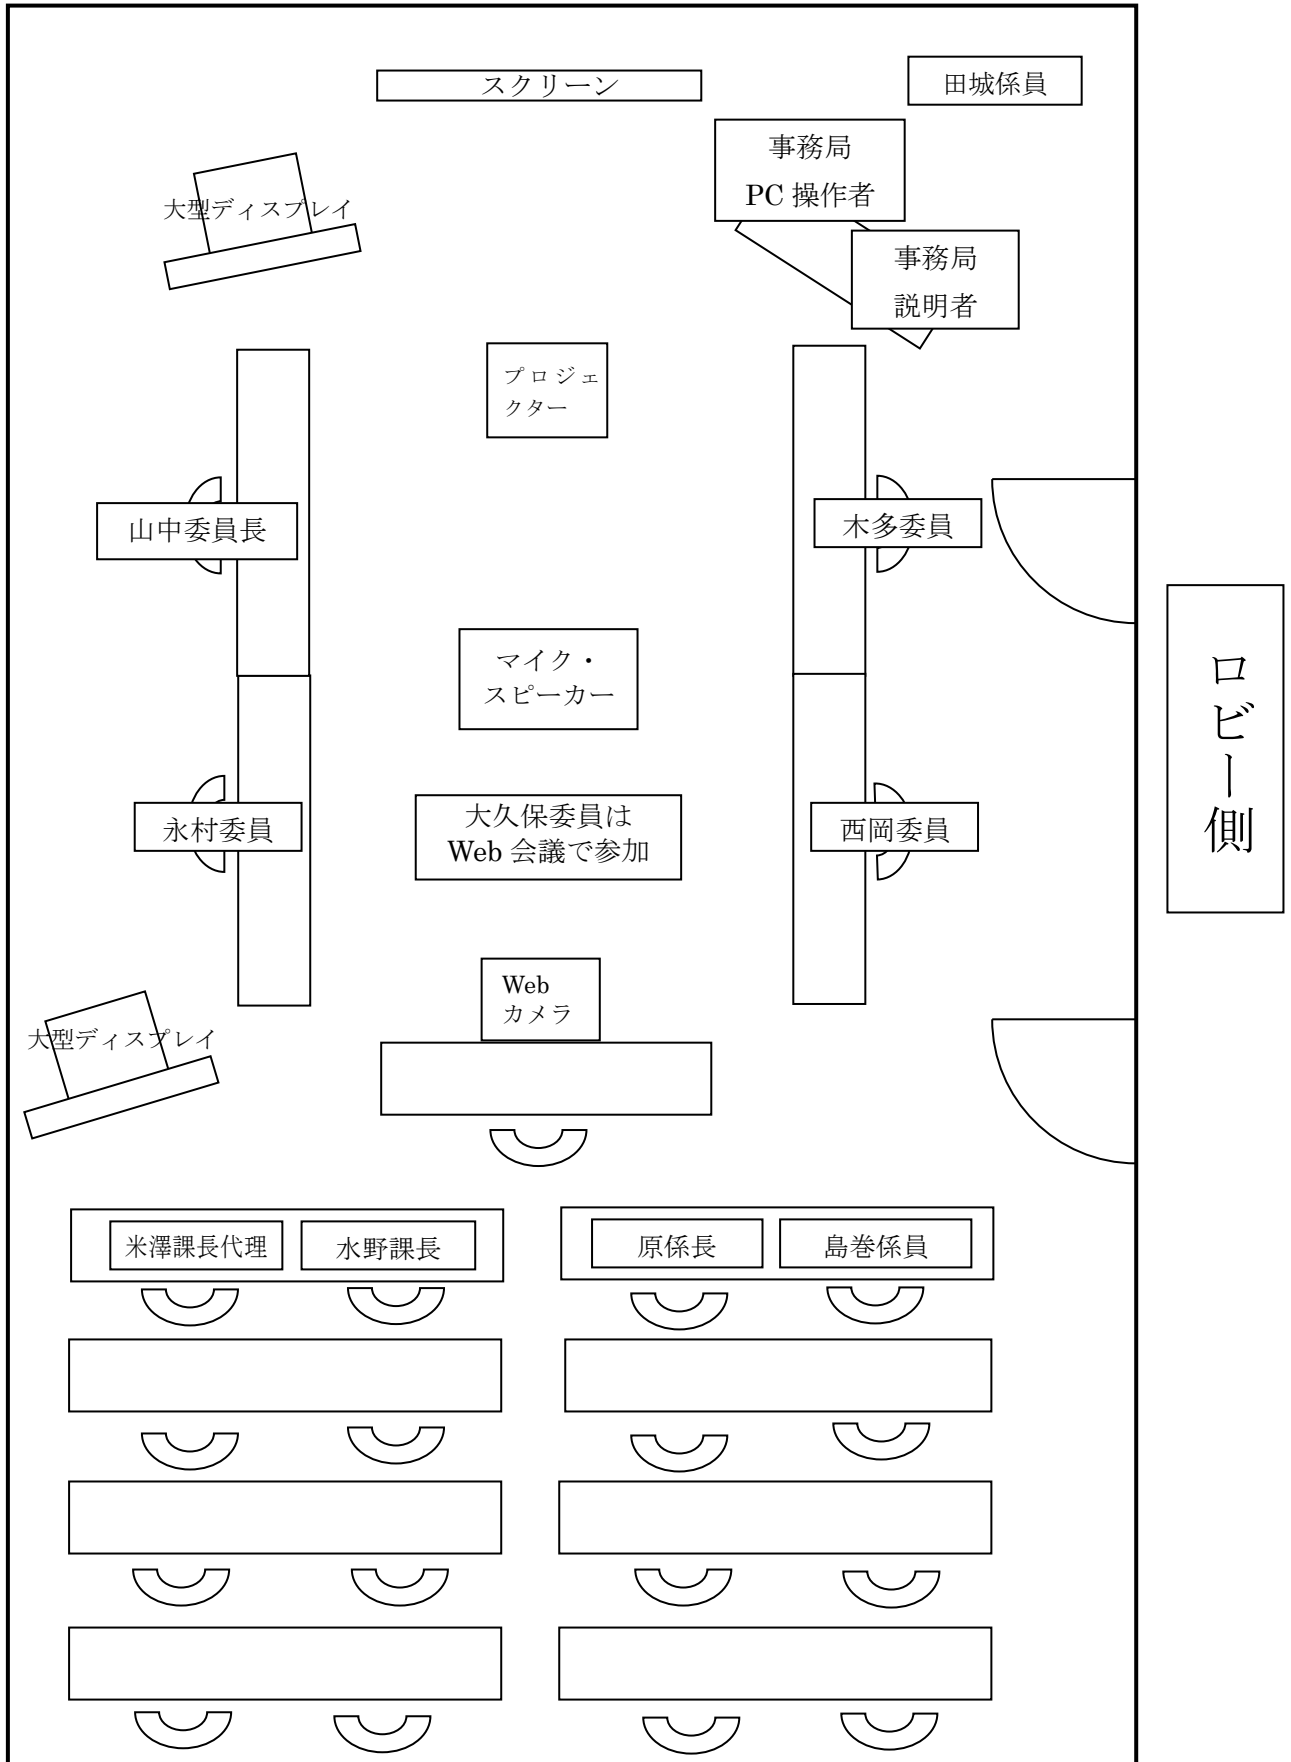 スクリーン
田城係員
事務局
PC 操作者
大型ディスプレイ
事務局
説明者
プロジェ
クター
山中委員長
木多委員
マイク・
スピーカー
ロビー側
大久保委員は
Web 会議で参加
永村委員
西岡委員
Web
カメラ
大型ディスプレイ
米澤課長代理
水野課長
原係長
島巻係員